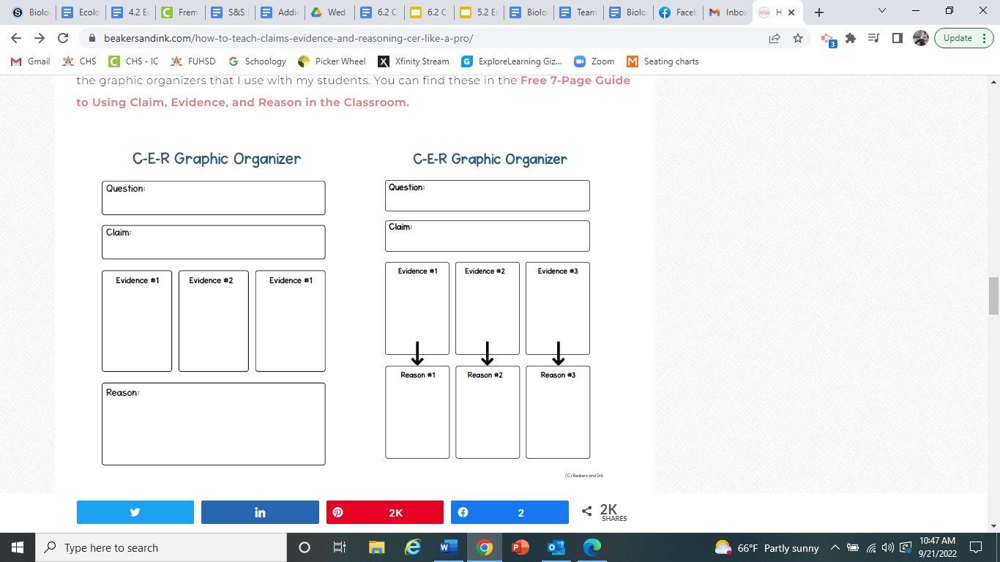 Biolo
Ecolo
4.2 E
Frem
S&S
Addic
Wed
6.2 C
6.2 C
5.2 E
Biolo
Team
Biolo
Facel
Inbo
H
beakersandink.com/how-to-teach-claims-evidence-and-reasoning-cer-like-a-pro/
3
Update
Gmail
CHS
CHS - IC
FUHSD
Schoology
Picker Wheel
Xfinity Stream
ExploreLearning Giz...
Zoom
Seating charts
the graphic organizers that I use with my students. You can find these in the Free 7-Page Guide
to Using Claim, Evidence, and Reason in the Classroom.
C-E-R Graphic Organizer
Question:
Claim:
Evidence #1
Evidence #2
Evidence #1
Reason:
C-E-R Graphic Organizer
Question:
Claim:
Evidence #1
Evidence #2
Evidence #3
Reason #1
Reason #2
Reason #3
(C) Beakers and Ink
2K
2
2K
SHARES
Type here to search
66°F Partly sunny
10:47 AM
9/21/2022